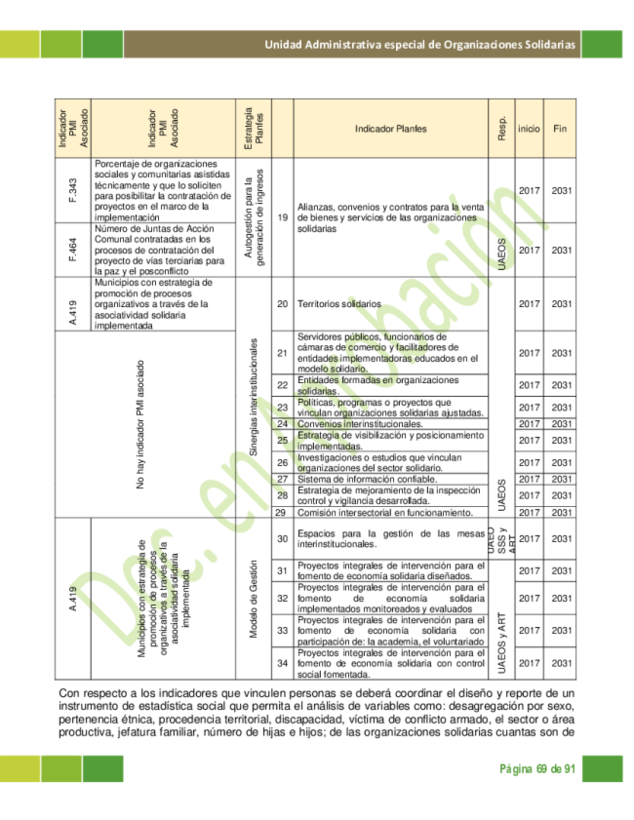 Unidad Administrativa especial de Organizaciones Solidarias
Indicador
PMI
Asociado
Indicador
PMI
Asociado
Estrategia
Planfes
Indicador Planfes
Resp.
inicio
Fin
F.343
Porcentaje de organizaciones
sociales y comunitarias asistidas
técnicamente y que lo soliciten
para posibilitar la contratación de
proyectos en el marco de la
implementación
Autogestión para la
generación de ingresos
19
Alianzas, convenios y contratos para la venta
de bienes y servicios de las organizaciones
solidarias
UAEOS
2017
2031
F.464
Número de Juntas de Acción
Comunal contratadas en los
procesos de contratación del
proyecto de vías terciarias para
la paz y el posconflicto
2017
2031
A.419
Municipios con estrategia de
promoción de procesos
organizativos a través de la
asociatividad solidaria
implementada
Sinergias interinstitucionales
20
Territorios solidarios
UAEOS
2017
2031
No hay indicador PMI asociado
21
Servidores públicos, funcionarios de
cámaras de comercio y facilitadores de
entidades implementadoras educados en el
modelo solidario.
2017
2031
22
Entidades formadas en organizaciones
solidarias.
2017
2031
23
Políticas, programas o proyectos que
vinculan organizaciones solidarias ajustadas.
2017
2031
24
Convenios interinstitucionales.
2017
2031
25
Estrategia de visibilización y posicionamiento
implementadas.
2017
2031
26
Investigaciones o estudios que vinculan
organizaciones del sector solidario.
2017
2031
27
Sistema de información confiable.
2017
2031
28
Estrategia de mejoramiento de la inspección
control y vigilancia desarrollada.
2017
2031
29
Comisión intersectorial en funcionamiento.
2017
2031
A.419
Municipios con estrategia de
promoción de procesos
organizativos a través de la
asociatividad solidaria
implementada
Modelo de Gestión
30
Espacios para la gestión de las mesas
interinstitucionales.
UAEO
SSS y
ART
2017
2031
31
Proyectos integrales de intervención para el
fomento de economía solidaria diseñados.
UAEOS y ART
2017
2031
32
Proyectos integrales de intervención para el
fomento de economía solidaria
implementados monitoreados y evaluados
2017
2031
33
Proyectos integrales de intervención para el
fomento de economía solidaria con
participación de: la academia, el voluntariado
2017
2031
34
Proyectos integrales de intervención para el
fomento de economía solidaria con control
social fomentada.
2017
2031
Doc. en Aprobación
Con respecto a los indicadores que vinculen personas se deberá coordinar el diseño y reporte de un
instrumento de estadística social que permita el análisis de variables como: desagregación por sexo,
pertenencia étnica, procedencia territorial, discapacidad, víctima de conflicto armado, el sector o área
productiva, jefatura familiar, número de hijas e hijos; de las organizaciones solidarias cuantas son de
Página 69 de 91